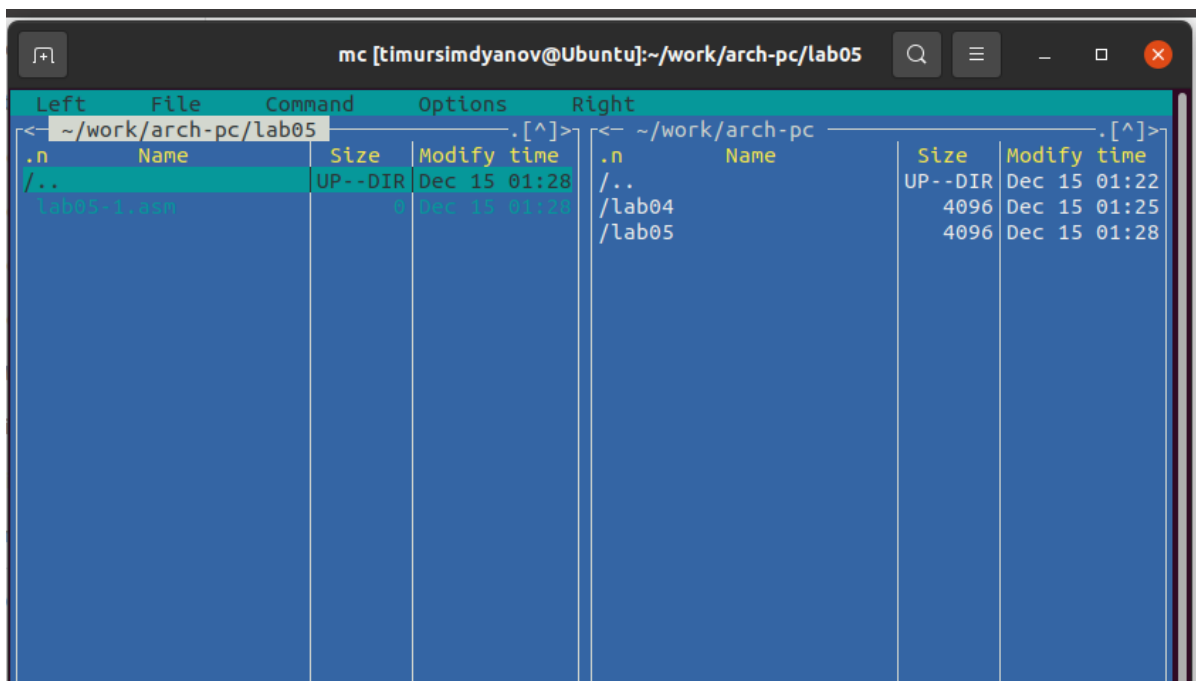 mc [timursimdyanov@Ubuntu]:~/work/arch-pc/lab05
Left File Command Options Right
<─ ~/work/arch-pc/lab05 ─.[^]>
.n Name Size Modify time
/.. UP--DIR Dec 15 01:28
lab05-1.asm 0 Dec 15 01:28
<─ ~/work/arch-pc ─.[^]>
.n Name Size Modify time
/.. UP--DIR Dec 15 01:22
/lab04 4096 Dec 15 01:25
/lab05 4096 Dec 15 01:28